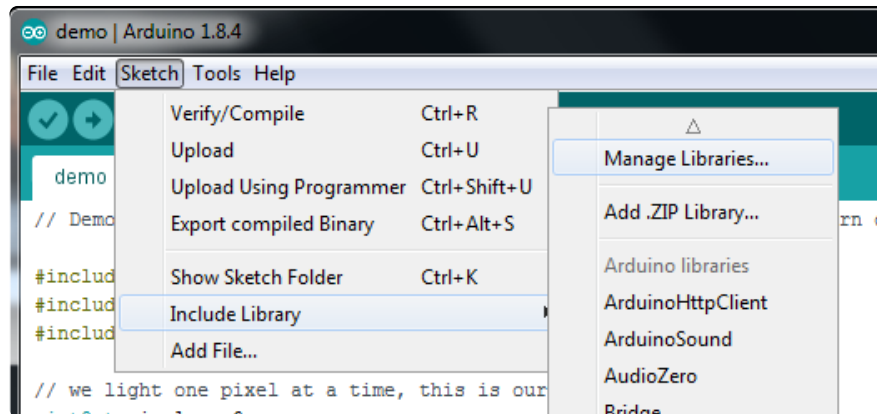 demo | Arduino 1.8.4
File Edit Sketch Tools Help
Verify/Compile Ctrl+R
Upload Ctrl+U
Upload Using Programmer Ctrl+Shift+U
Export compiled Binary Ctrl+Alt+S
Show Sketch Folder Ctrl+K
Include Library
Add File...
Manage Libraries...
Add .ZIP Library...
Arduino libraries
ArduinoHttpClient
ArduinoSound
AudioZero
Bridge
demo
// Demo
rn
#includ
#includ
#includ
// we light one pixel at a time, this is our